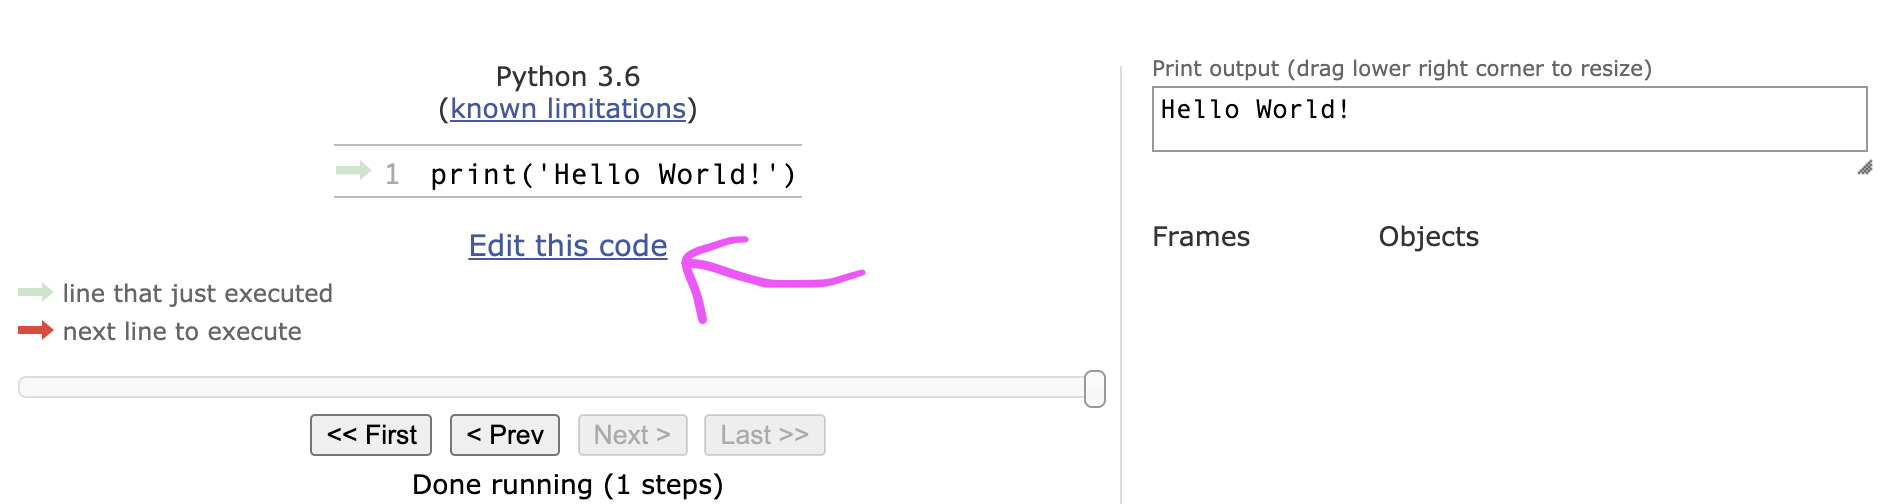 Python 3.6
(known limitations)
1 print('Hello World!')
Edit this code
line that just executed
next line to execute
<< First < Prev Next > Last >>
Done running (1 steps)
Print output (drag lower right corner to resize)
Hello World!
Frames Objects